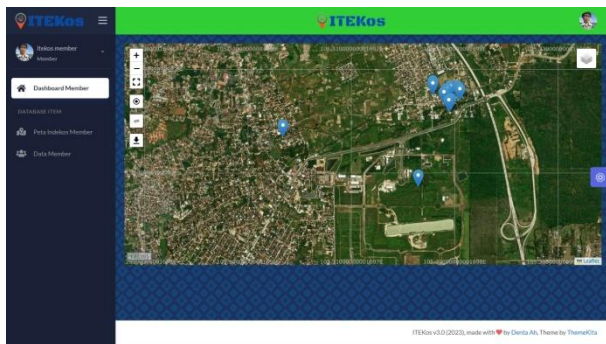 ITEKos
ITEKos
Itekos member
Member
Dashboard Member
DATABASE ITEM
Peta Indekos Member
Data Member
+
−
Leaflet
ITEKos v3.0 (2023), made with ❤ by Denta Ah, Theme by ThemeKita